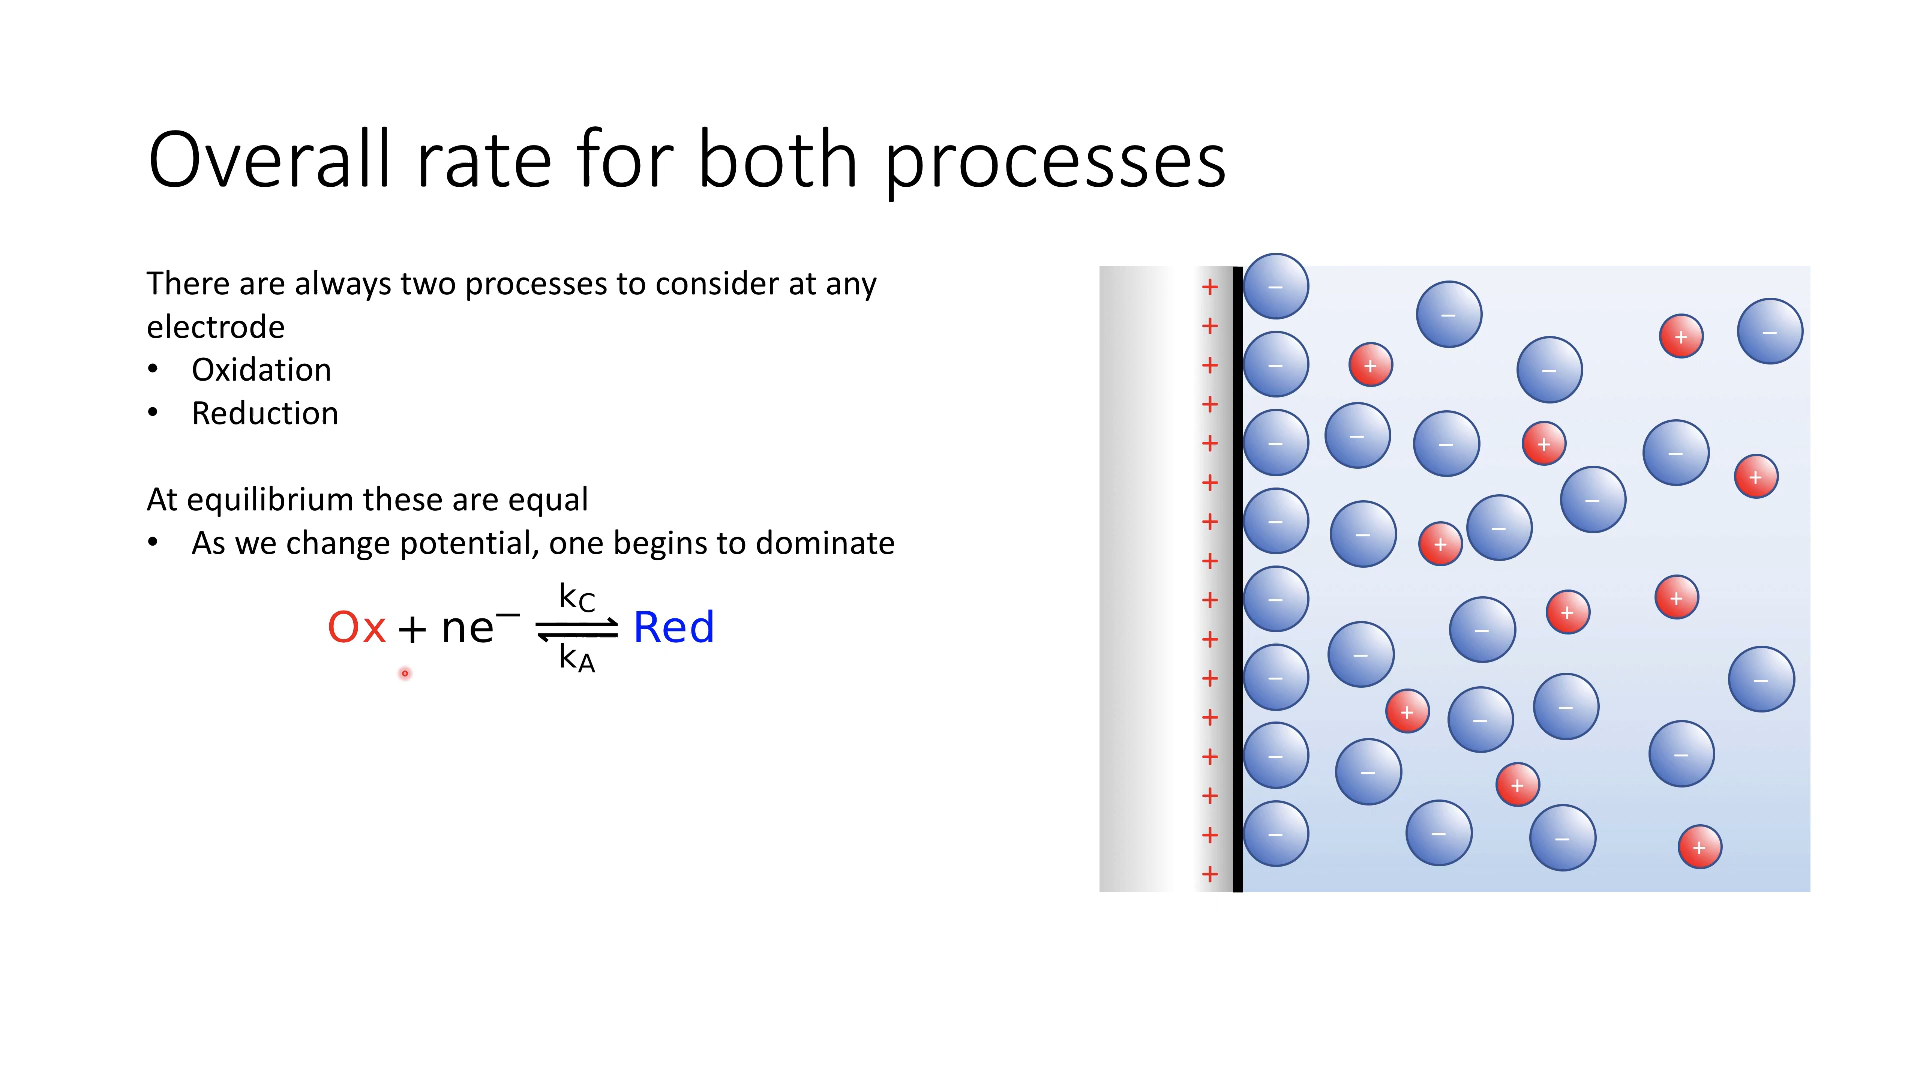 Overall rate for both processes
There are always two processes to consider at any
electrode
• Oxidation
• Reduction
At equilibrium these are equal
• As we change potential, one begins to dominate
Ox + ne⁻ ⇌ Red
k_C
k_A